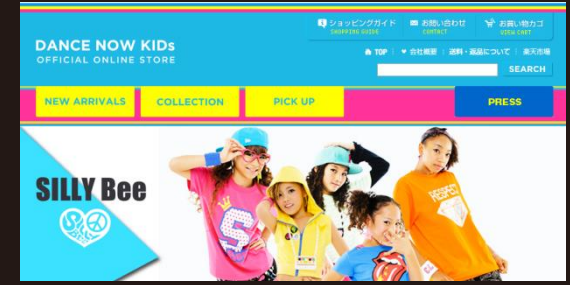 ショッピングガイド
SHOPPING GUIDE
お問い合わせ
CONTACT
お買い物カゴ
VIEW CART
DANCE NOW KIDs
OFFICIAL ONLINE STORE
TOP | ♥ 会社概要 | 送料・返品について | 楽天市場
SEARCH
NEW ARRIVALS
COLLECTION
PICK UP
PRESS
SILLY Bee
S